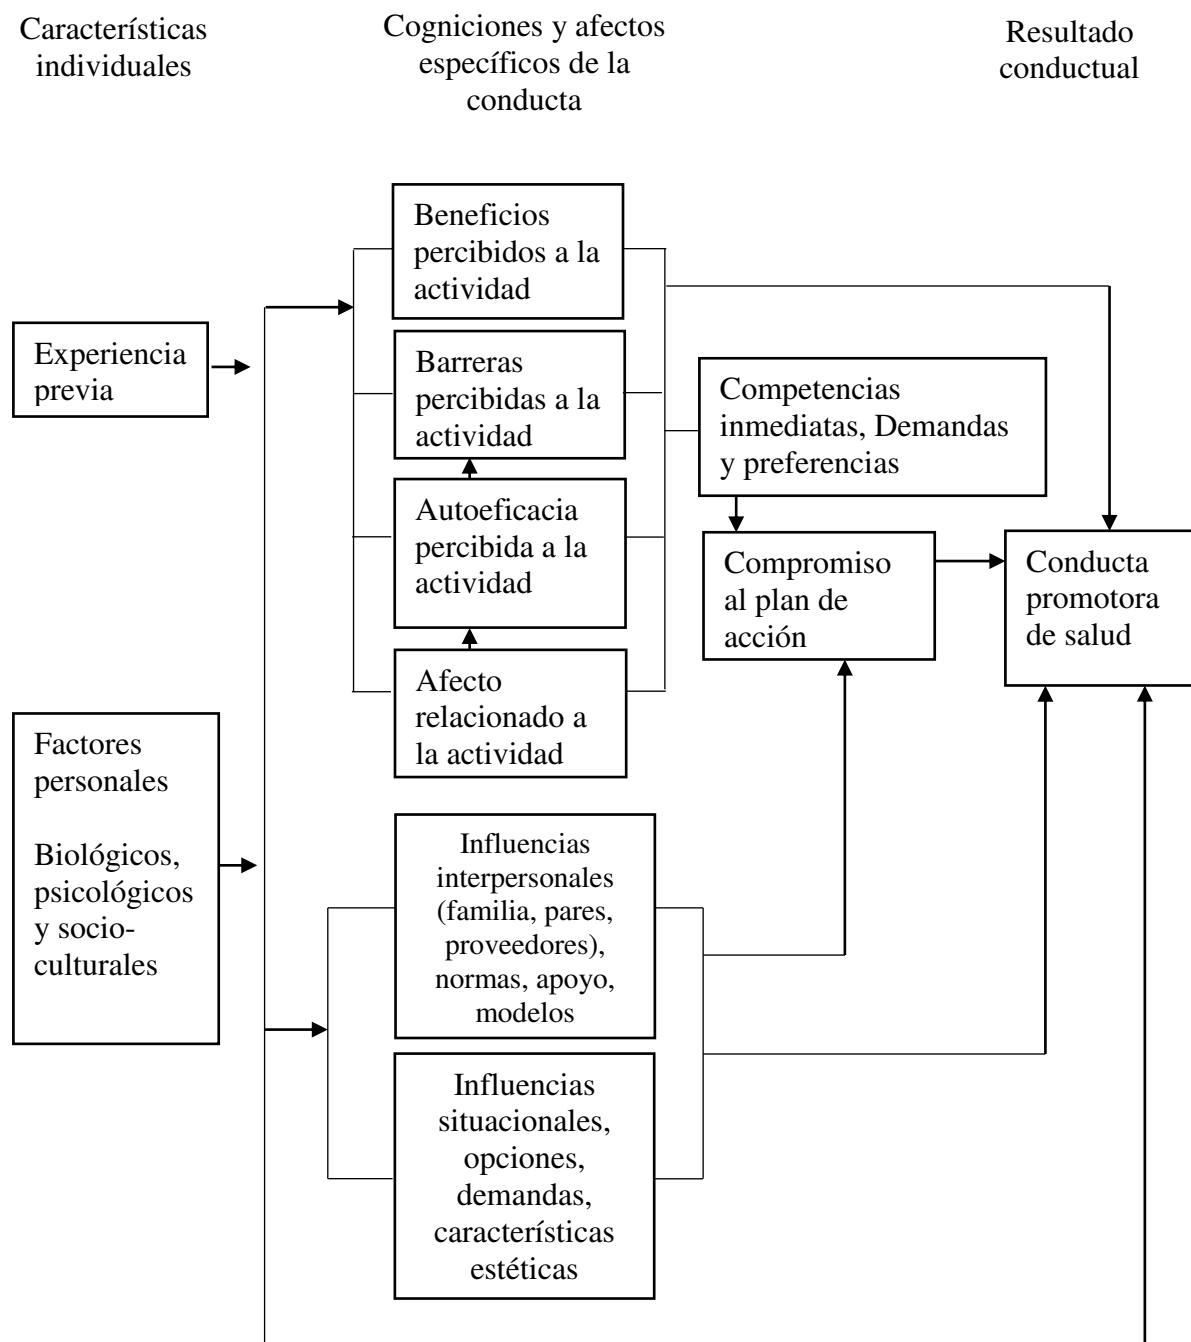 Características
individuales
Cogniciones y afectos
específicos de la
conducta
Resultado
conductual
Experiencia
previa
Factores
personales
Biológicos,
psicológicos
y socio-
culturales
Beneficios
percibidos a la
actividad
Barreras
percibidas a la
actividad
Autoeficacia
percibida a la
actividad
Afecto
relacionado a
la actividad
Influencias
interpersonales
(familia, pares,
proveedores),
normas, apoyo,
modelos
Influencias
situacionales,
opciones,
demandas,
características
estéticas
Competencias
inmediatas, Demandas
y preferencias
Compromiso
al plan de
acción
Conducta
promotora
de salud